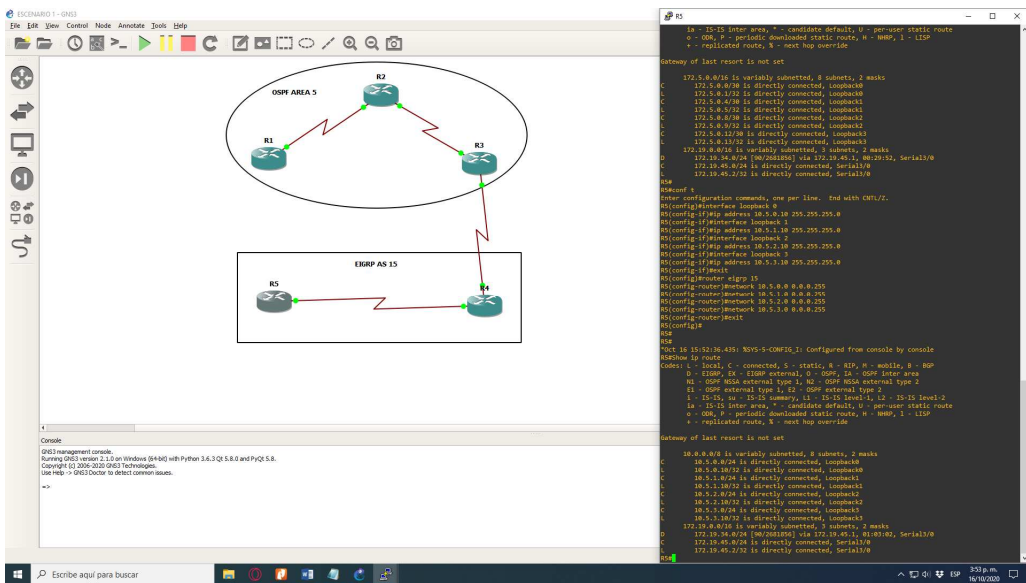 ESCENARIO 1 - GNS3
File Edit View Control Node Annotate Tools Help
OSPF AREA 5
R2
R1
R3
EIGRP AS 15
R5
R4
Console
GNS3 management console.
Running GNS3 version 2.1.0 on Windows (64-bit) with Python 3.6.3 Qt 5.8.0 and PyQt 5.8.
Copyright (c) 2006-2020 GNS3 Technologies.
Use Help -> GNS3 Doctor to detect common issues.
=>
R5
ia - IS-IS inter area, * - candidate default, U - per-user static route
o - ODR, P - periodic downloaded static route, H - NHRP, l - LISP
+ - replicated route, % - next hop override
Gateway of last resort is not set
172.5.0.0/16 is variably subnetted, 8 subnets, 2 masks
C 172.5.0.0/30 is directly connected, Loopback0
L 172.5.0.1/32 is directly connected, Loopback0
C 172.5.0.4/30 is directly connected, Loopback1
L 172.5.0.5/32 is directly connected, Loopback1
C 172.5.0.8/30 is directly connected, Loopback2
L 172.5.0.9/32 is directly connected, Loopback2
C 172.5.0.12/30 is directly connected, Loopback3
L 172.5.0.13/32 is directly connected, Loopback3
172.19.0.0/16 is variably subnetted, 3 subnets, 2 masks
D 172.19.34.0/24 [90/2681856] via 172.19.45.1, 00:29:52, Serial3/0
C 172.19.45.0/24 is directly connected, Serial3/0
L 172.19.45.2/32 is directly connected, Serial3/0
R5#
R5#conf t
Enter configuration commands, one per line. End with CNTL/Z.
R5(config)#interface loopback 0
R5(config-if)#ip address 10.5.0.10 255.255.255.0
R5(config-if)#interface loopback 1
R5(config-if)#ip address 10.5.1.10 255.255.255.0
R5(config-if)#interface loopback 2
R5(config-if)#ip address 10.5.2.10 255.255.255.0
R5(config-if)#interface loopback 3
R5(config-if)#ip address 10.5.3.10 255.255.255.0
R5(config-if)#exit
R5(config)#router eigrp 15
R5(config-router)#network 10.5.0.0 0.0.0.255
R5(config-router)#network 10.5.1.0 0.0.0.255
R5(config-router)#network 10.5.2.0 0.0.0.255
R5(config-router)#network 10.5.3.0 0.0.0.255
R5(config-router)#exit
R5(config)#
R5#
R5#
*Oct 16 15:52:36.435: %SYS-5-CONFIG_I: Configured from console by console
R5#Show ip route
Codes: L - local, C - connected, S - static, R - RIP, M - mobile, B - BGP
D - EIGRP, EX - EIGRP external, O - OSPF, IA - OSPF inter area
N1 - OSPF NSSA external type 1, N2 - OSPF NSSA external type 2
E1 - OSPF external type 1, E2 - OSPF external type 2
i - IS-IS, su - IS-IS summary, L1 - IS-IS level-1, L2 - IS-IS level-2
ia - IS-IS inter area, * - candidate default, U - per-user static route
o - ODR, P - periodic downloaded static route, H - NHRP, l - LISP
+ - replicated route, % - next hop override
Gateway of last resort is not set
10.0.0.0/8 is variably subnetted, 8 subnets, 2 masks
C 10.5.0.0/24 is directly connected, Loopback0
L 10.5.0.10/32 is directly connected, Loopback0
C 10.5.1.0/24 is directly connected, Loopback1
L 10.5.1.10/32 is directly connected, Loopback1
C 10.5.2.0/24 is directly connected, Loopback2
L 10.5.2.10/32 is directly connected, Loopback2
C 10.5.3.0/24 is directly connected, Loopback3
L 10.5.3.10/32 is directly connected, Loopback3
172.19.0.0/16 is variably subnetted, 3 subnets, 2 masks
D 172.19.34.0/24 [90/2681856] via 172.19.45.1, 01:03:02, Serial3/0
C 172.19.45.0/24 is directly connected, Serial3/0
L 172.19.45.2/32 is directly connected, Serial3/0
R5#
Escribe aquí para buscar
ESP
3:53 p. m.
16/10/2020